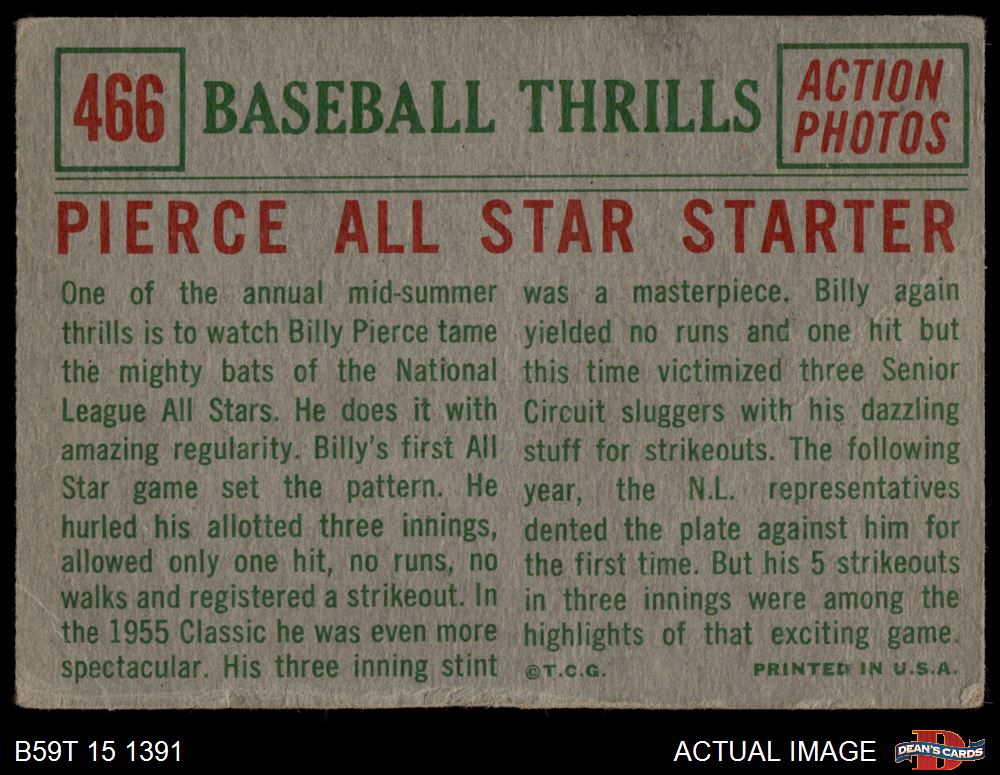 466
BASEBALL THRILLS
ACTION
PHOTOS
PIERCE ALL STAR STARTER
One of the annual mid-summer
thrills is to watch Billy Pierce tame
the mighty bats of the National
League All Stars. He does it with
amazing regularity. Billy's first All
Star game set the pattern. He
hurled his allotted three innings,
allowed only one hit, no runs, no
walks and registered a strikeout. In
the 1955 Classic he was even more
spectacular. His three inning stint
was a masterpiece. Billy again
yielded no runs and one hit but
this time victimized three Senior
Circuit sluggers with his dazzling
stuff for strikeouts. The following
year, the N.L. representatives
dented the plate against him for
the first time. But his 5 strikeouts
in three innings were among the
highlights of that exciting game.
©T.C.G. PRINTED IN U.S.A.
B59T 15 1391
ACTUAL IMAGE
DEAN'S CARDS